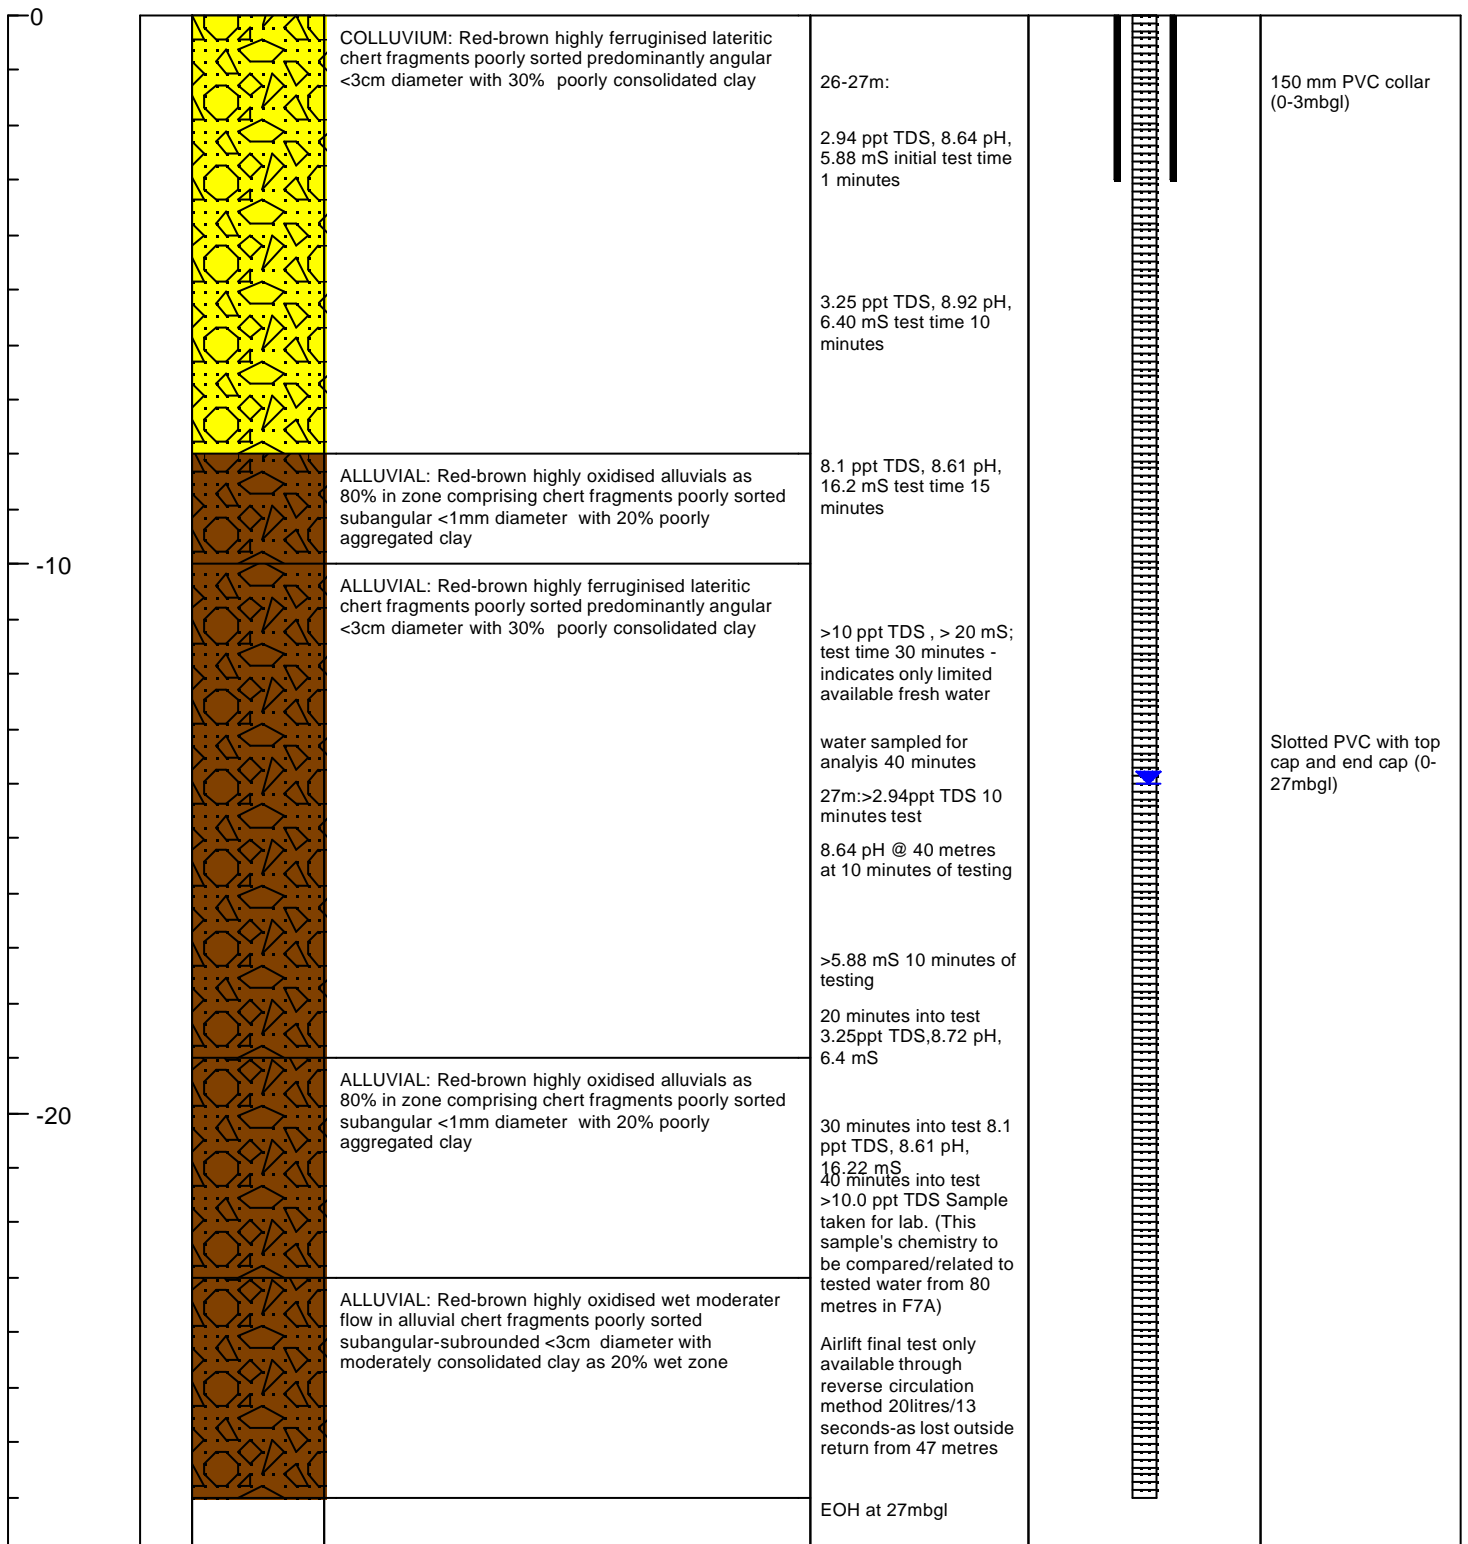 0
COLLUVIUM: Red-brown highly ferruginised lateritic
chert fragments poorly sorted predominantly angular
<3cm diameter with 30% poorly consolidated clay
26-27m:
150 mm PVC collar
(0-3mbgl)
2.94 ppt TDS, 8.64 pH,
5.88 mS initial test time
1 minutes
3.25 ppt TDS, 8.92 pH,
6.40 mS test time 10
minutes
ALLUVIAL: Red-brown highly oxidised alluvials as
80% in zone comprising chert fragments poorly sorted
subangular <1mm diameter with 20% poorly
aggregated clay
8.1 ppt TDS, 8.61 pH,
16.2 mS test time 15
minutes
-10
ALLUVIAL: Red-brown highly ferruginised lateritic
chert fragments poorly sorted predominantly angular
<3cm diameter with 30% poorly consolidated clay
>10 ppt TDS , > 20 mS;
test time 30 minutes -
indicates only limited
available fresh water
water sampled for
analyis 40 minutes
Slotted PVC with top
cap and end cap (0-
27mbgl)
27m:>2.94ppt TDS 10
minutes test
8.64 pH @ 40 metres
at 10 minutes of testing
>5.88 mS 10 minutes of
testing
20 minutes into test
3.25ppt TDS,8.72 pH,
6.4 mS
ALLUVIAL: Red-brown highly oxidised alluvials as
80% in zone comprising chert fragments poorly sorted
subangular <1mm diameter with 20% poorly
aggregated clay
-20
30 minutes into test 8.1
ppt TDS, 8.61 pH,
16.22 mS
40 minutes into test
>10.0 ppt TDS Sample
taken for lab. (This
sample's chemistry to
be compared/related to
tested water from 80
metres in F7A)
ALLUVIAL: Red-brown highly oxidised wet moderater
flow in alluvial chert fragments poorly sorted
subangular-subrounded <3cm diameter with
moderately consolidated clay as 20% wet zone
Airlift final test only
available through
reverse circulation
method 20litres/13
seconds-as lost outside
return from 47 metres
EOH at 27mbgl